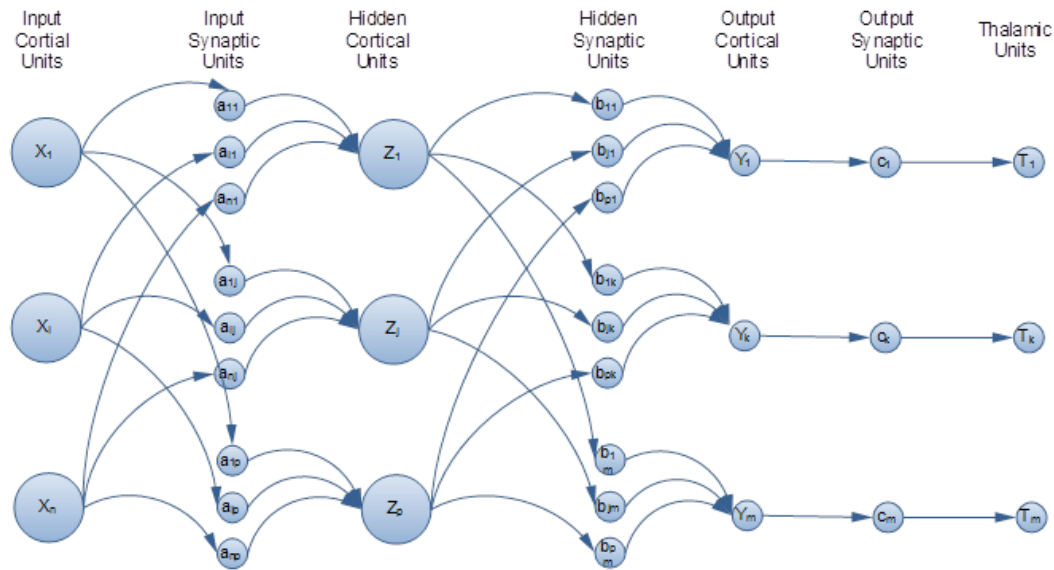 Input
Cortial
Units
Input
Synaptic
Units
Hidden
Cortical
Units
Hidden
Synaptic
Units
Output
Cortical
Units
Output
Synaptic
Units
Thalamic
Units
X1
a11
ai1
an1
Z1
b11
bj1
bp1
Y1
c1
T1
Xi
a1j
aij
anj
Zj
b1k
bjk
bpk
Yk
ck
Tk
Xn
a1p
aip
anp
Zp
b1
m
bjm
bp
m
Ym
cm
Tm